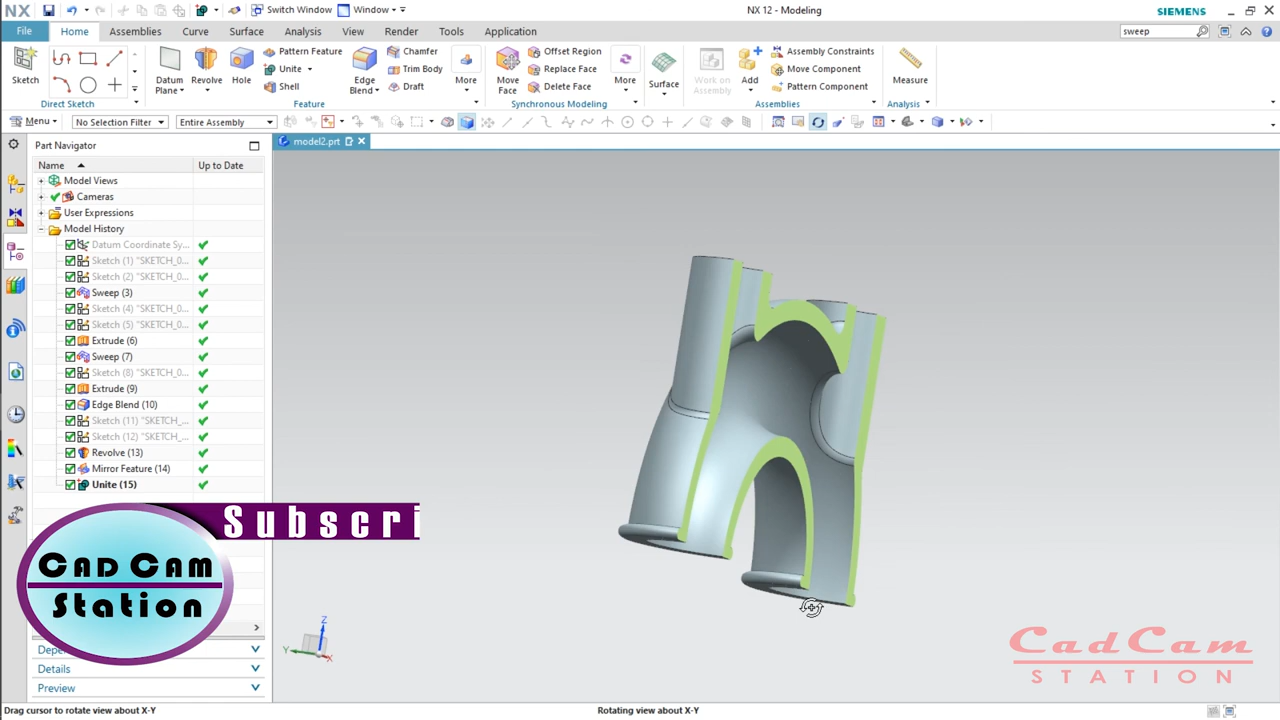 NX
Switch Window
Window
NX 12 - Modeling
SIEMENS
File
Home
Assemblies
Curve
Surface
Analysis
View
Render
Tools
Application
sweep
Sketch
Direct Sketch
Datum Plane
Revolve
Hole
Pattern Feature
Unite
Shell
Edge Blend
Chamfer
Trim Body
Draft
More
Feature
Move Face
Offset Region
Replace Face
Delete Face
More
Synchronous Modeling
Surface
Work on Assembly
Add
Assembly Constraints
Move Component
Pattern Component
Assemblies
Measure
Analysis
Menu
No Selection Filter
Entire Assembly
Part Navigator
model2.prt
Name
Up to Date
Model Views
Cameras
User Expressions
Model History
Datum Coordinate Sy...
Sketch (1) "SKETCH_0...
Sketch (2) "SKETCH_0...
Sweep (3)
Sketch (4) "SKETCH_0...
Sketch (5) "SKETCH_0...
Extrude (6)
Sweep (7)
Sketch (8) "SKETCH_0...
Extrude (9)
Edge Blend (10)
Sketch (11) "SKETCH_...
Sketch (12) "SKETCH_...
Revolve (13)
Mirror Feature (14)
Unite (15)
Subscri
CAD CAM
Station
Z
Y
X
CadCam
STATION
Depe
Details
Preview
Drag cursor to rotate view about X-Y
Rotating view about X-Y